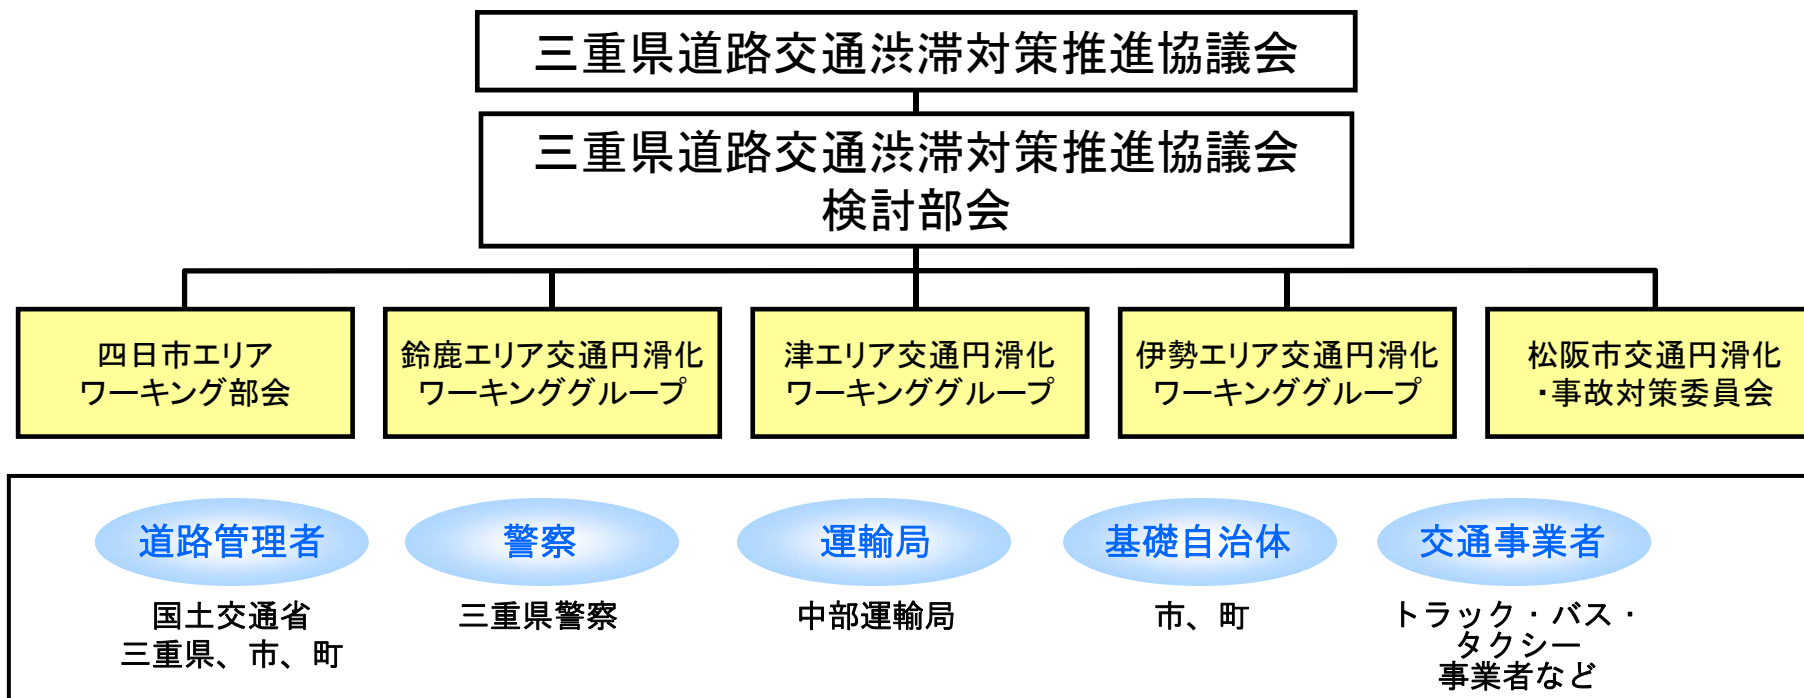 三重県道路交通渋滞対策推進協議会
三重県道路交通渋滞対策推進協議会
検討部会
四日市エリア
ワーキング部会
鈴鹿エリア交通円滑化
ワーキンググループ
津エリア交通円滑化
ワーキンググループ
伊勢エリア交通円滑化
ワーキンググループ
松阪市交通円滑化
・事故対策委員会
道路管理者
国土交通省
三重県、市、町
警察
三重県警察
運輸局
中部運輸局
基礎自治体
市、町
交通事業者
トラック・バス・
タクシー
事業者など